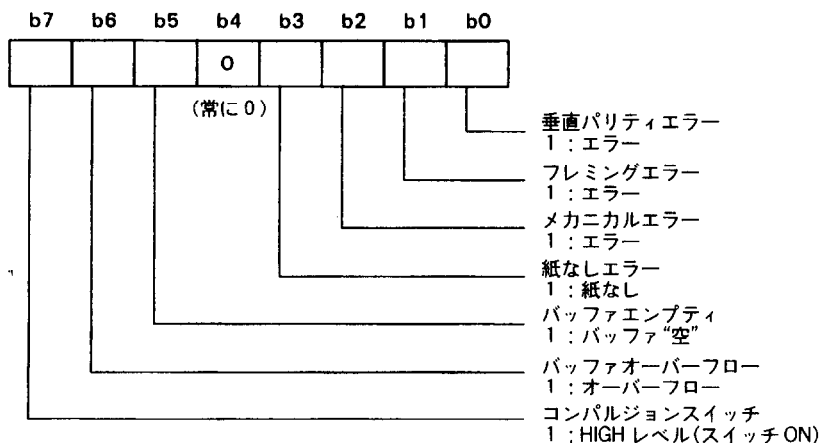 b7 b6 b5 b4 b3 b2 b1 b0
0
(常に0)
垂直パリティエラー
1：エラー
フレミングエラー
1：エラー
メカニカルエラー
1：エラー
紙なしエラー
1：紙なし
バッファエンプティ
1：バッファ“空”
バッファオーバーフロー
1：オーバーフロー
コンパルジョンスイッチ
1；HIGHレベル(スイッチON)